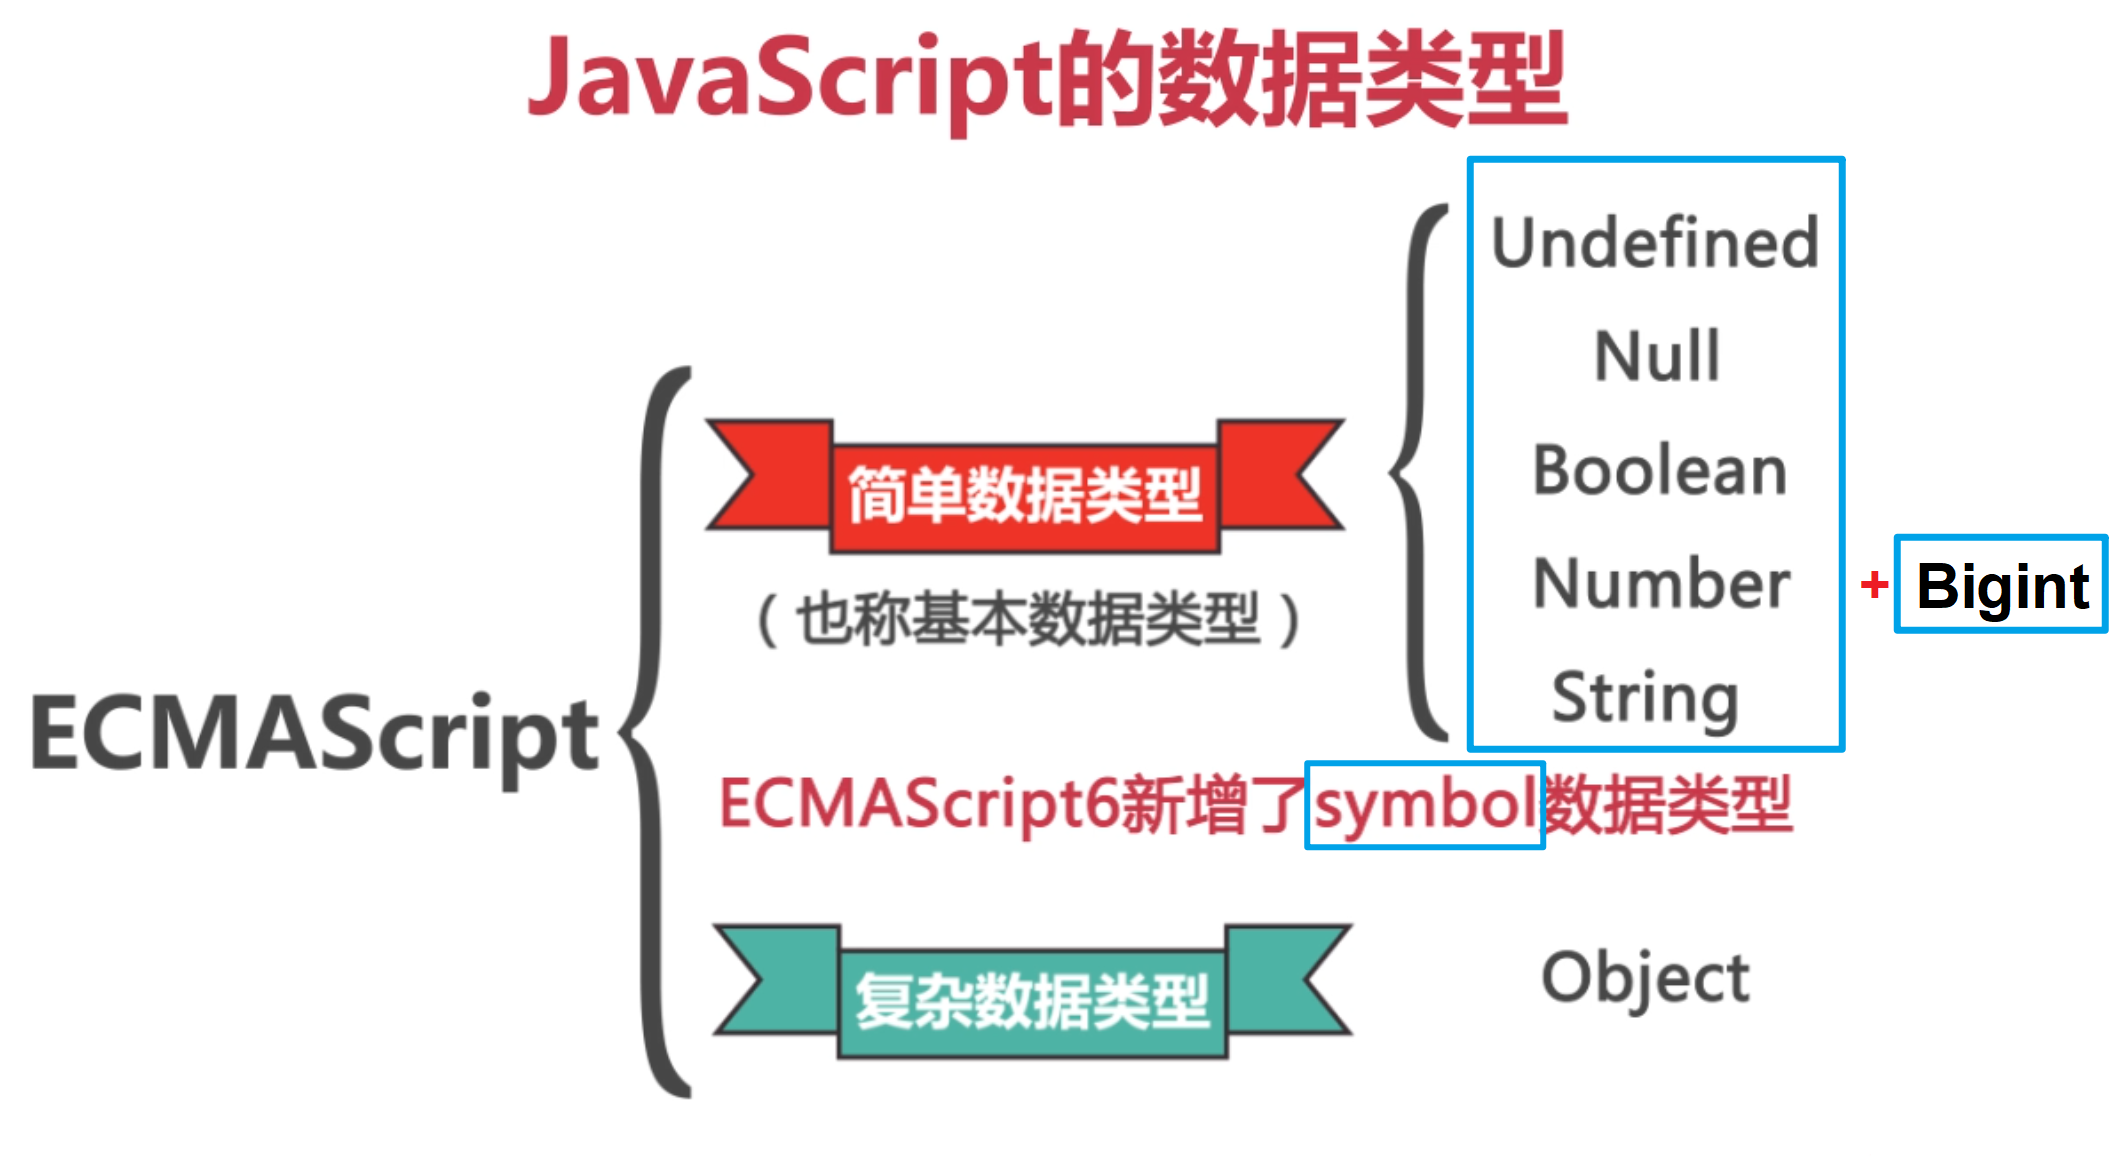 JavaScript的数据类型
Undefined
Null
Boolean
简单数据类型
Number
+ Bigint
（也称基本数据类型）
String
ECMAScript
ECMAScript6新增了symbol数据类型
复杂数据类型
Object